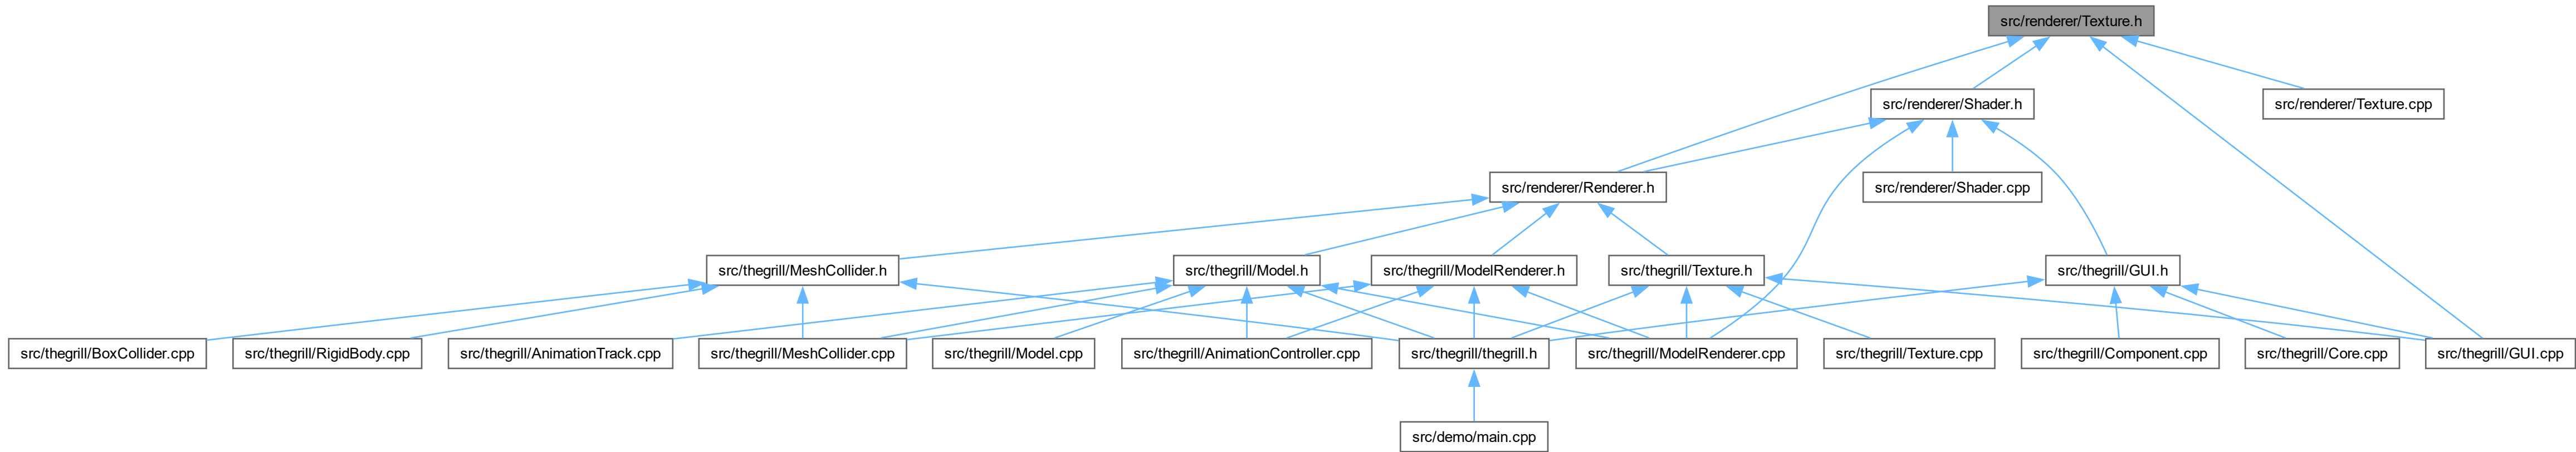 src/renderer/Texture.h
src/renderer/Shader.h
src/renderer/Texture.cpp
src/renderer/Renderer.h
src/renderer/Shader.cpp
src/thegrill/MeshCollider.h
src/thegrill/Model.h
src/thegrill/ModelRenderer.h
src/thegrill/Texture.h
src/thegrill/GUI.h
src/thegrill/BoxCollider.cpp
src/thegrill/RigidBody.cpp
src/thegrill/AnimationTrack.cpp
src/thegrill/MeshCollider.cpp
src/thegrill/Model.cpp
src/thegrill/AnimationController.cpp
src/thegrill/thegrill.h
src/thegrill/ModelRenderer.cpp
src/thegrill/Texture.cpp
src/thegrill/Component.cpp
src/thegrill/Core.cpp
src/thegrill/GUI.cpp
src/demo/main.cpp